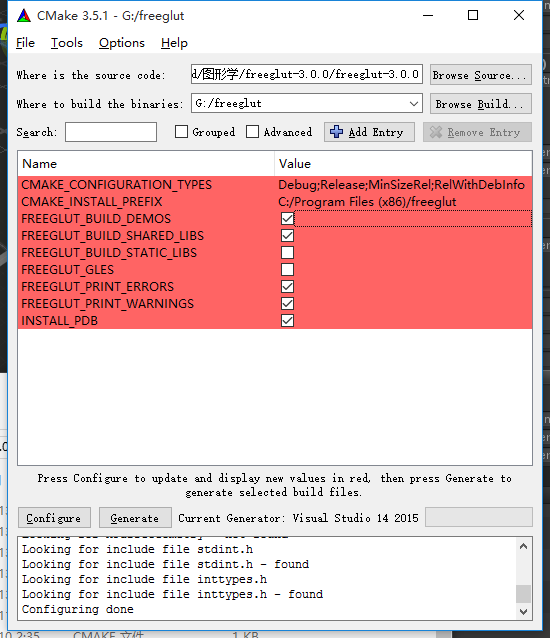 CMake 3.5.1 - G:/freeglut
File Tools Options Help
Where is the source code: d/图形学/freeglut-3.0.0/freeglut-3.0.0 Browse Source...
Where to build the binaries: G:/freeglut Browse Build...
Search: Grouped Advanced Add Entry Remove Entry
Name Value
CMAKE_CONFIGURATION_TYPES Debug;Release;MinSizeRel;RelWithDebInfo
CMAKE_INSTALL_PREFIX C:/Program Files (x86)/freeglut
FREEGLUT_BUILD_DEMOS
FREEGLUT_BUILD_SHARED_LIBS
FREEGLUT_BUILD_STATIC_LIBS
FREEGLUT_GLES
FREEGLUT_PRINT_ERRORS
FREEGLUT_PRINT_WARNINGS
INSTALL_PDB
Press Configure to update and display new values in red, then press Generate to
generate selected build files.
Configure Generate Current Generator: Visual Studio 14 2015
Looking for include file stdint.h
Looking for include file stdint.h - found
Looking for include file inttypes.h
Looking for include file inttypes.h - found
Configuring done
CMAKE 文件 1 KB